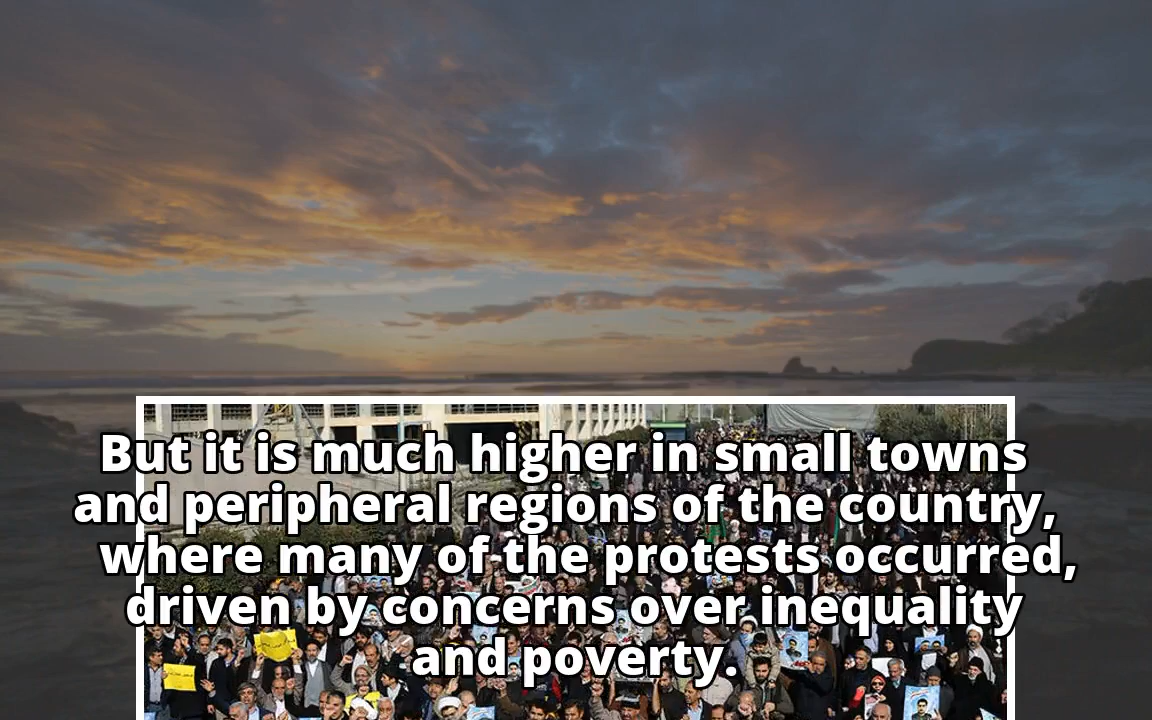 But it is much higher in small towns
and peripheral regions of the country,
where many of the protests occurred,
driven by concerns over inequality
and poverty.